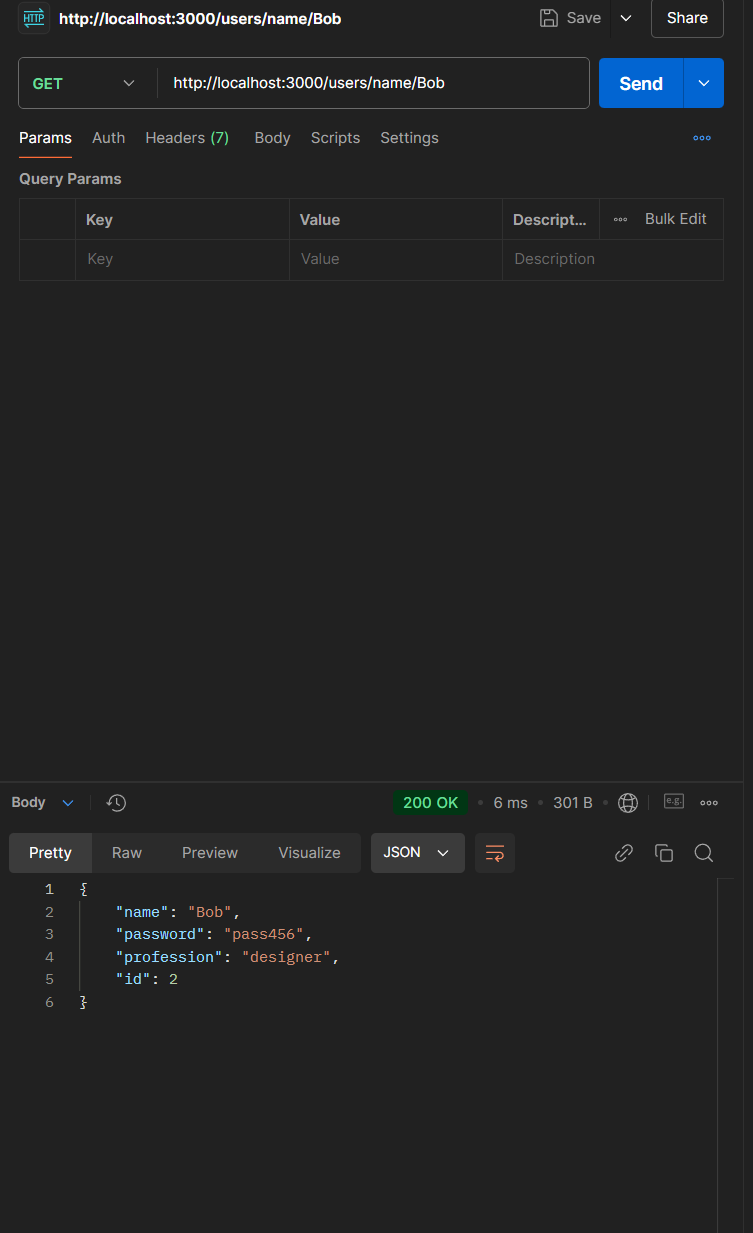 HTTP http://localhost:3000/users/name/Bob Save Share
GET http://localhost:3000/users/name/Bob Send
Params Auth Headers (7) Body Scripts Settings
Query Params
Key Value Descript... Bulk Edit
Key Value Description
Body 200 OK • 6 ms • 301 B • e.g.
Pretty Raw Preview Visualize JSON
1 {
2 "name": "Bob",
3 "password": "pass456",
4 "profession": "designer",
5 "id": 2
6 }